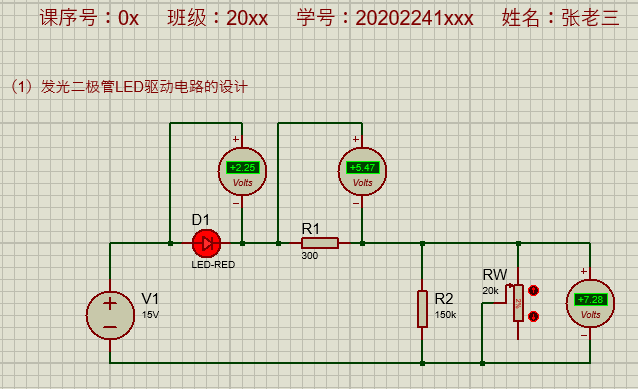 课序号：0x 班级：20xx 学号：20202241xxx 姓名：张老三
（1）发光二极管LED驱动电路的设计
+ +
+2.25 +5.47
Volts Volts
− −
D1 R1
LED-RED 300
V1
15V
+
−
R2
150k
RW
20k
2%
+
+7.28
Volts
−